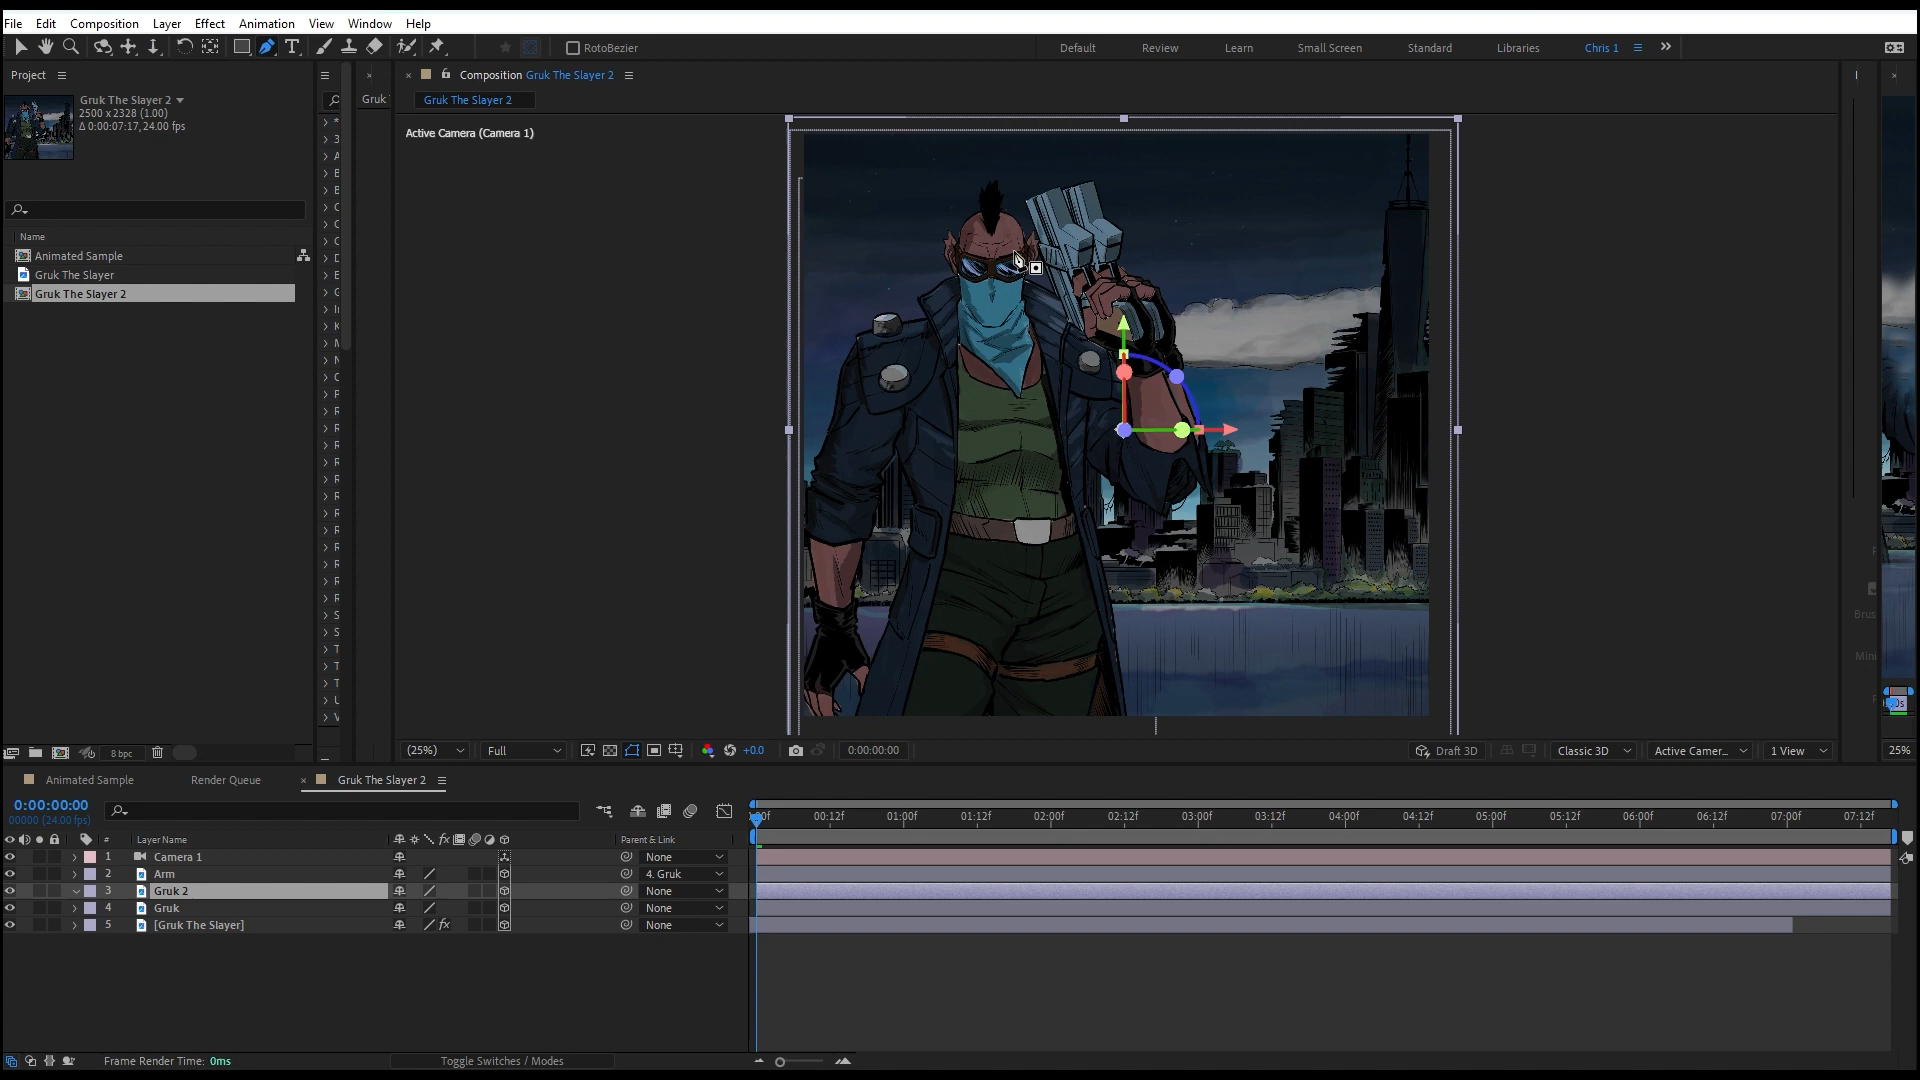 File Edit Composition Layer Effect Animation View Window Help
RotoBezier Default Review Learn Small Screen Standard Libraries Chris 1
Project
Gruk The Slayer 2
2500 x 2328 (1.00)
Δ 0:00:07:17, 24.00 fps
Name
Animated Sample
Gruk The Slayer
Gruk The Slayer 2
8 bpc
Gruk
Composition Gruk The Slayer 2
Gruk The Slayer 2
Active Camera (Camera 1)
(25%) Full +0.0 0:00:00:00 Draft 3D Classic 3D Active Camer... 1 View
25%
Animated Sample Render Queue Gruk The Slayer 2
0:00:00:00
00000 (24.00 fps)
00:12f 01:00f 01:12f 02:00f 02:12f 03:00f 03:12f 04:00f 04:12f 05:00f 05:12f 06:00f 06:12f 07:00f 07:12f
# Layer Name fx Parent & Link
1 Camera 1 None
2 Arm 4. Gruk
3 Gruk 2 None
4 Gruk None
5 [Gruk The Slayer] fx None
Frame Render Time: 0ms Toggle Switches / Modes